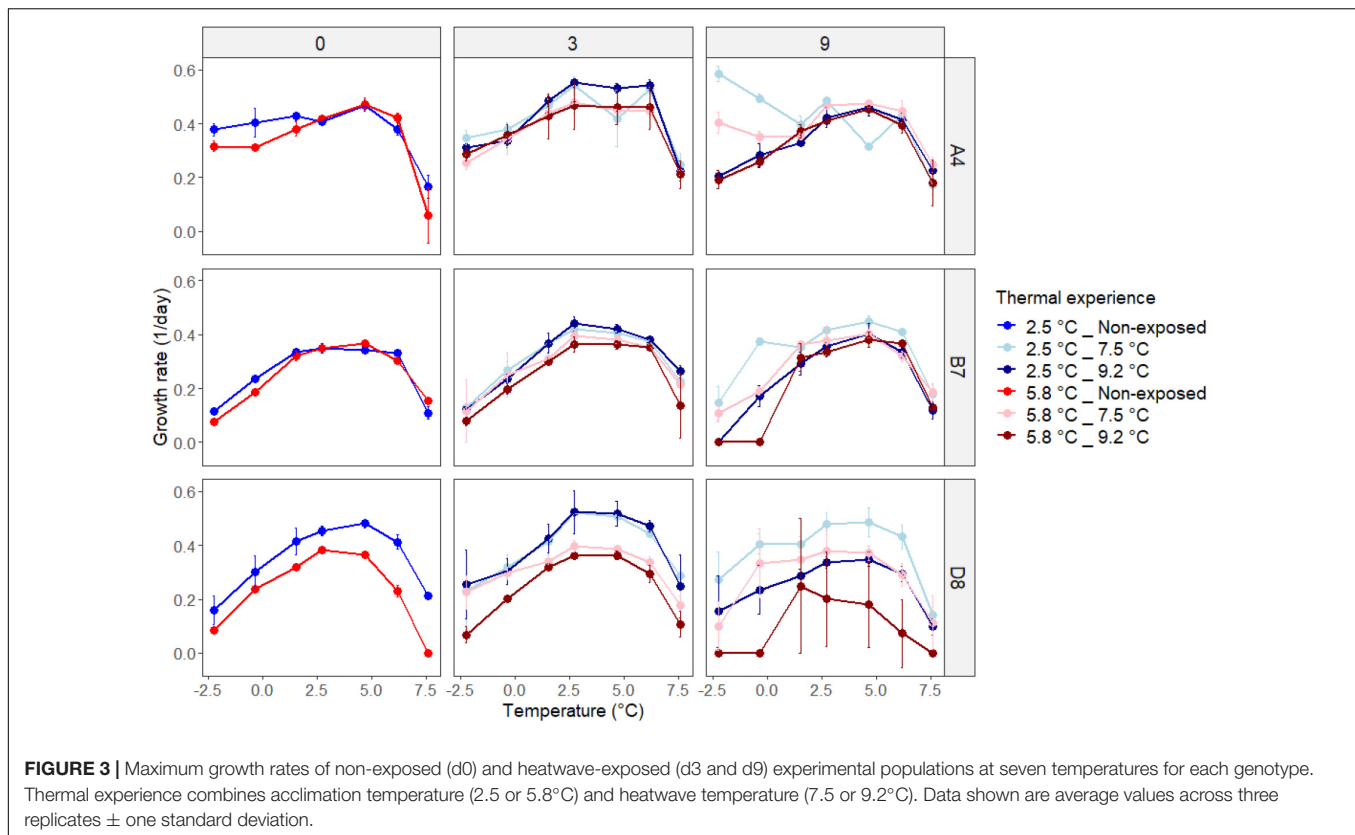 0
3
9
0.6
0.4
0.2
0.0
A4
0.6
0.4
0.2
0.0
B7
0.6
0.4
0.2
0.0
D8
Growth rate (1/day)
-2.5 0.0 2.5 5.0 7.5
-2.5 0.0 2.5 5.0 7.5
-2.5 0.0 2.5 5.0 7.5
Temperature (°C)
Thermal experience
2.5 °C _ Non-exposed
2.5 °C _ 7.5 °C
2.5 °C _ 9.2 °C
5.8 °C _ Non-exposed
5.8 °C _ 7.5 °C
5.8 °C _ 9.2 °C
FIGURE 3 | Maximum growth rates of non-exposed (d0) and heatwave-exposed (d3 and d9) experimental populations at seven temperatures for each genotype.
Thermal experience combines acclimation temperature (2.5 or 5.8°C) and heatwave temperature (7.5 or 9.2°C). Data shown are average values across three
replicates ± one standard deviation.